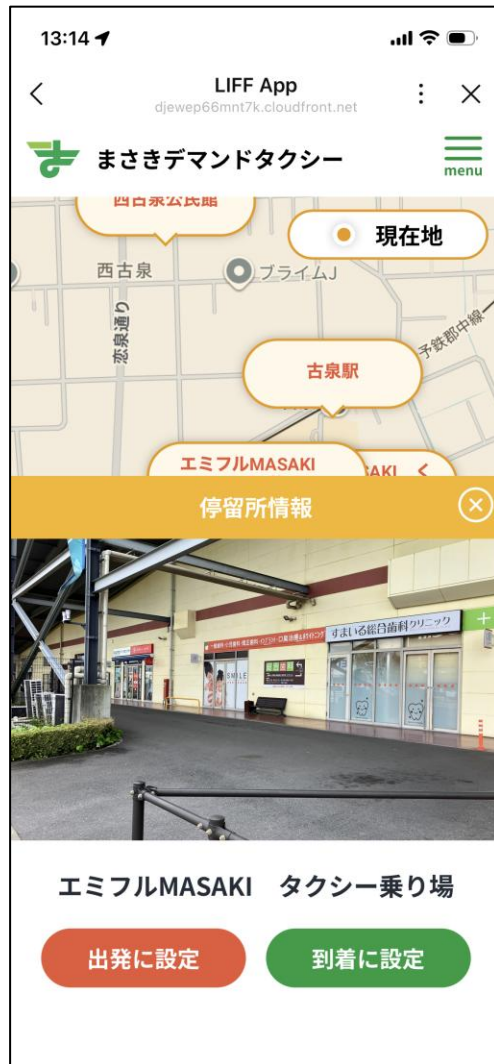 13:14
LIFF App
djewep66mnt7k.cloudfront.net
まさきデマンドタクシー
menu
西古泉公民館
現在地
西古泉
プライムJ
恋泉通り
予鉄郡中線
古泉駅
エミフルMASAKI
AKI
停留所情報
すまいる総合歯科クリニック
SMILE
エミフルMASAKI　タクシー乗り場
出発に設定
到着に設定